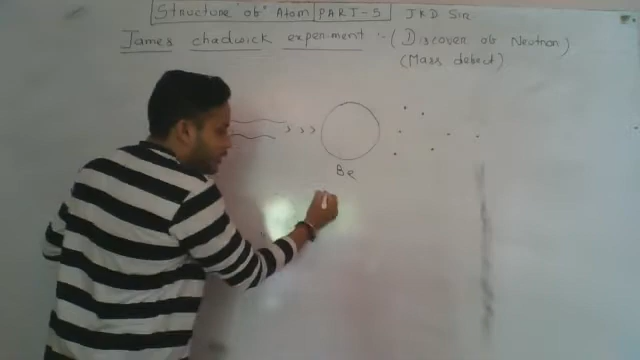 Structure of Atom PART-5 JKD Sir
James chadwick experiment :- ( Discover of Neutron)
(Mass defect)
Be